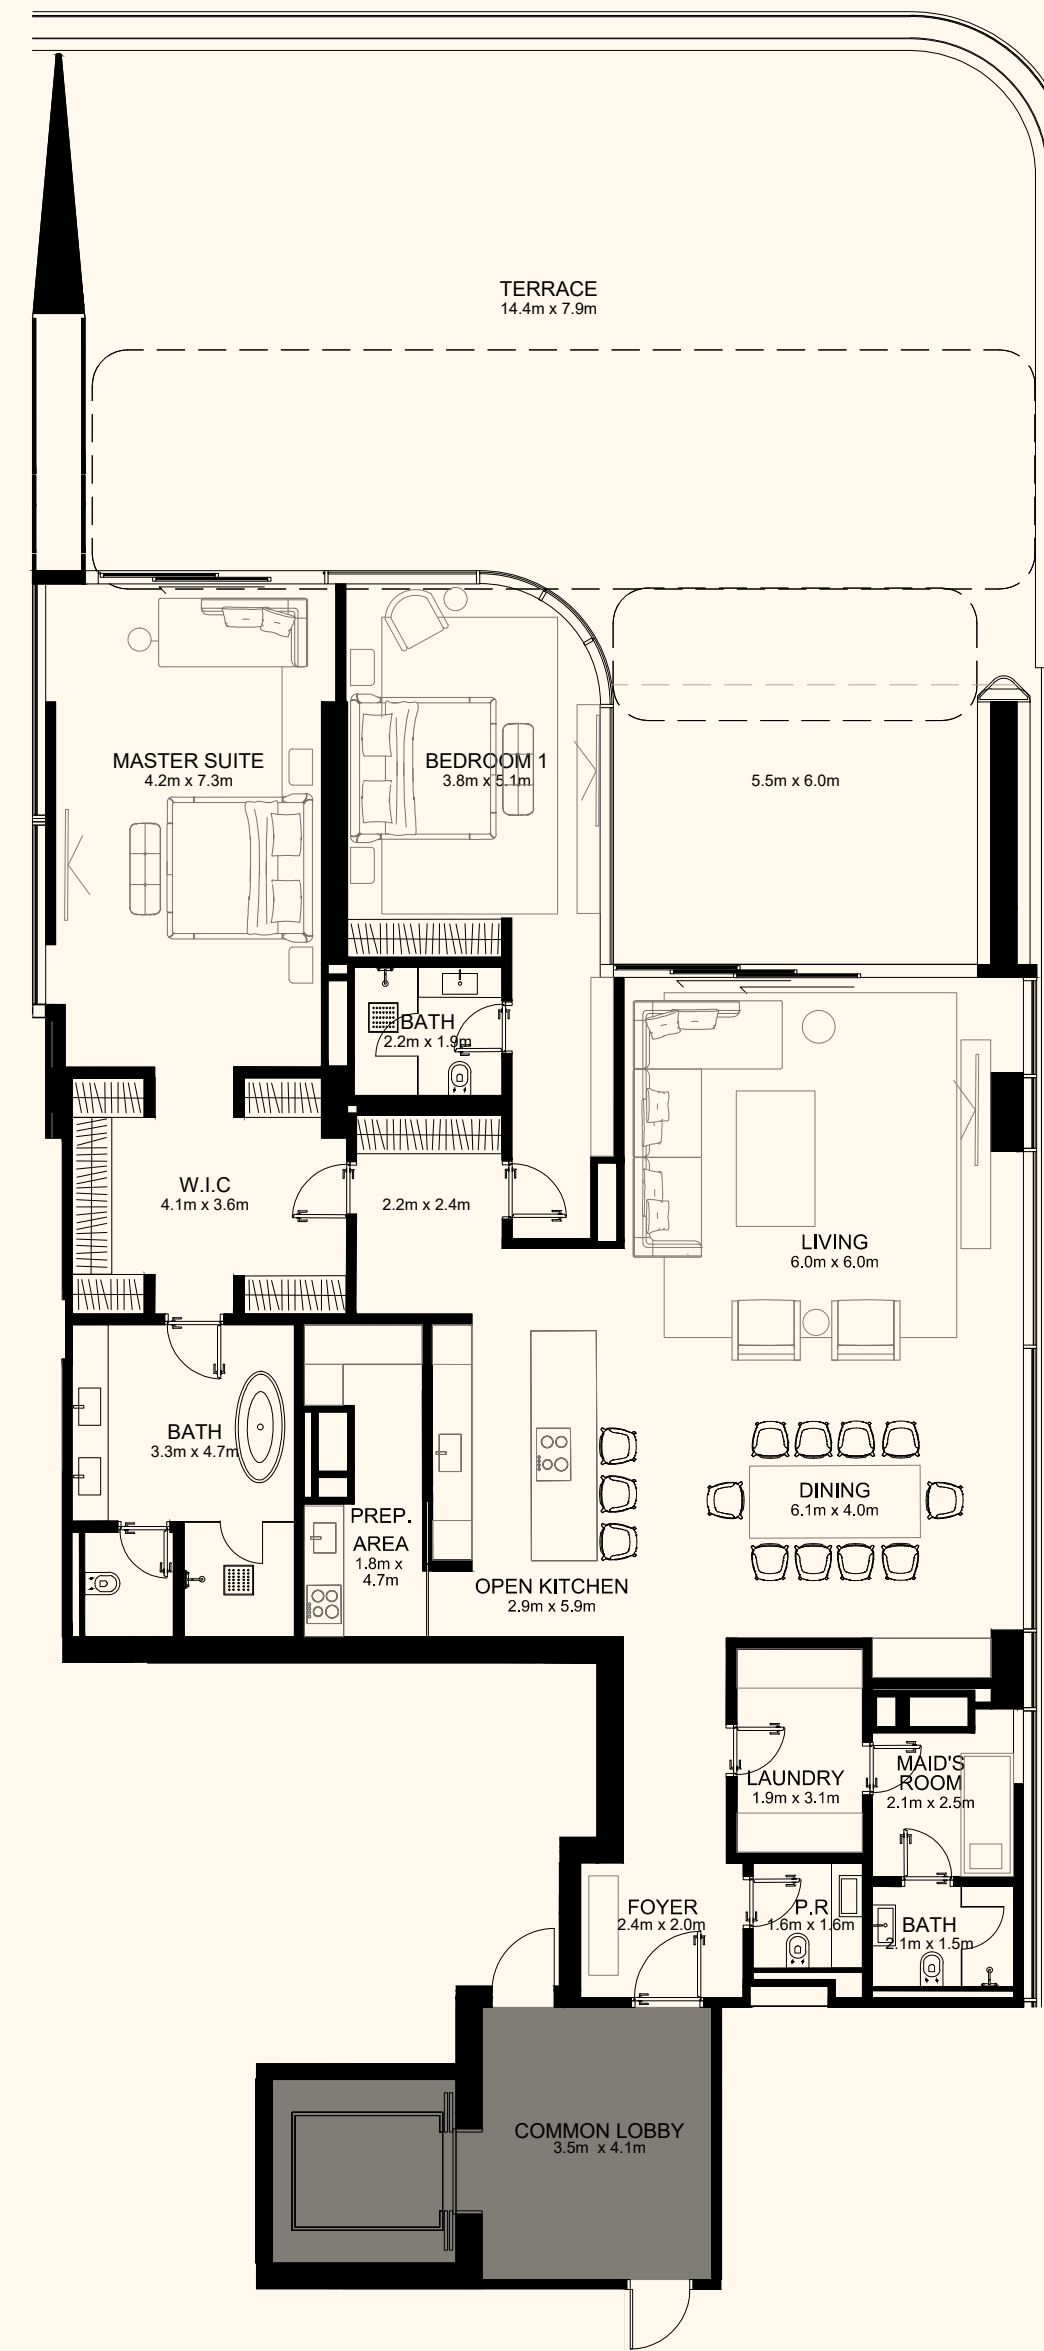 TERRACE
14.4m x 7.9m
MASTER SUITE
4.2m x 7.3m
BEDROOM 1
3.8m x 5.1m
5.5m x 6.0m
BATH
2.2m x 1.9m
W.I.C
4.1m x 3.6m
2.2m x 2.4m
LIVING
6.0m x 6.0m
BATH
3.3m x 4.7m
PREP.
AREA
1.8m x
4.7m
OPEN KITCHEN
2.9m x 5.9m
DINING
6.1m x 4.0m
LAUNDRY
1.9m x 3.1m
MAID'S
ROOM
2.1m x 2.5m
FOYER
2.4m x 2.0m
P.R
1.6m x 1.6m
BATH
2.1m x 1.5m
COMMON LOBBY
3.5m x 4.1m